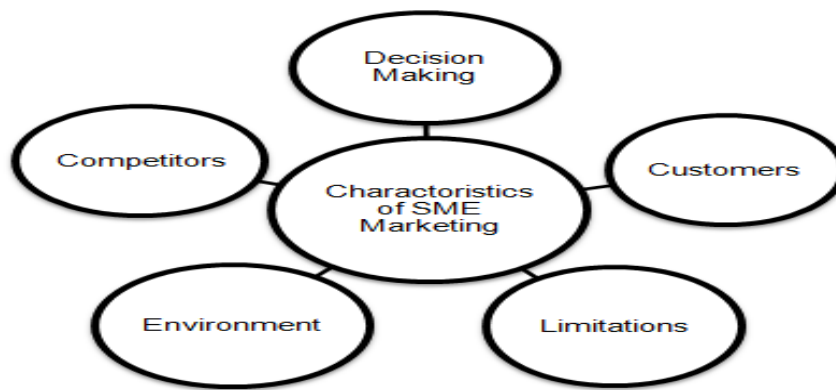 Decision
Making
Competitors
Customers
Charactoristics
of SME
Marketing
Environment
Limitations